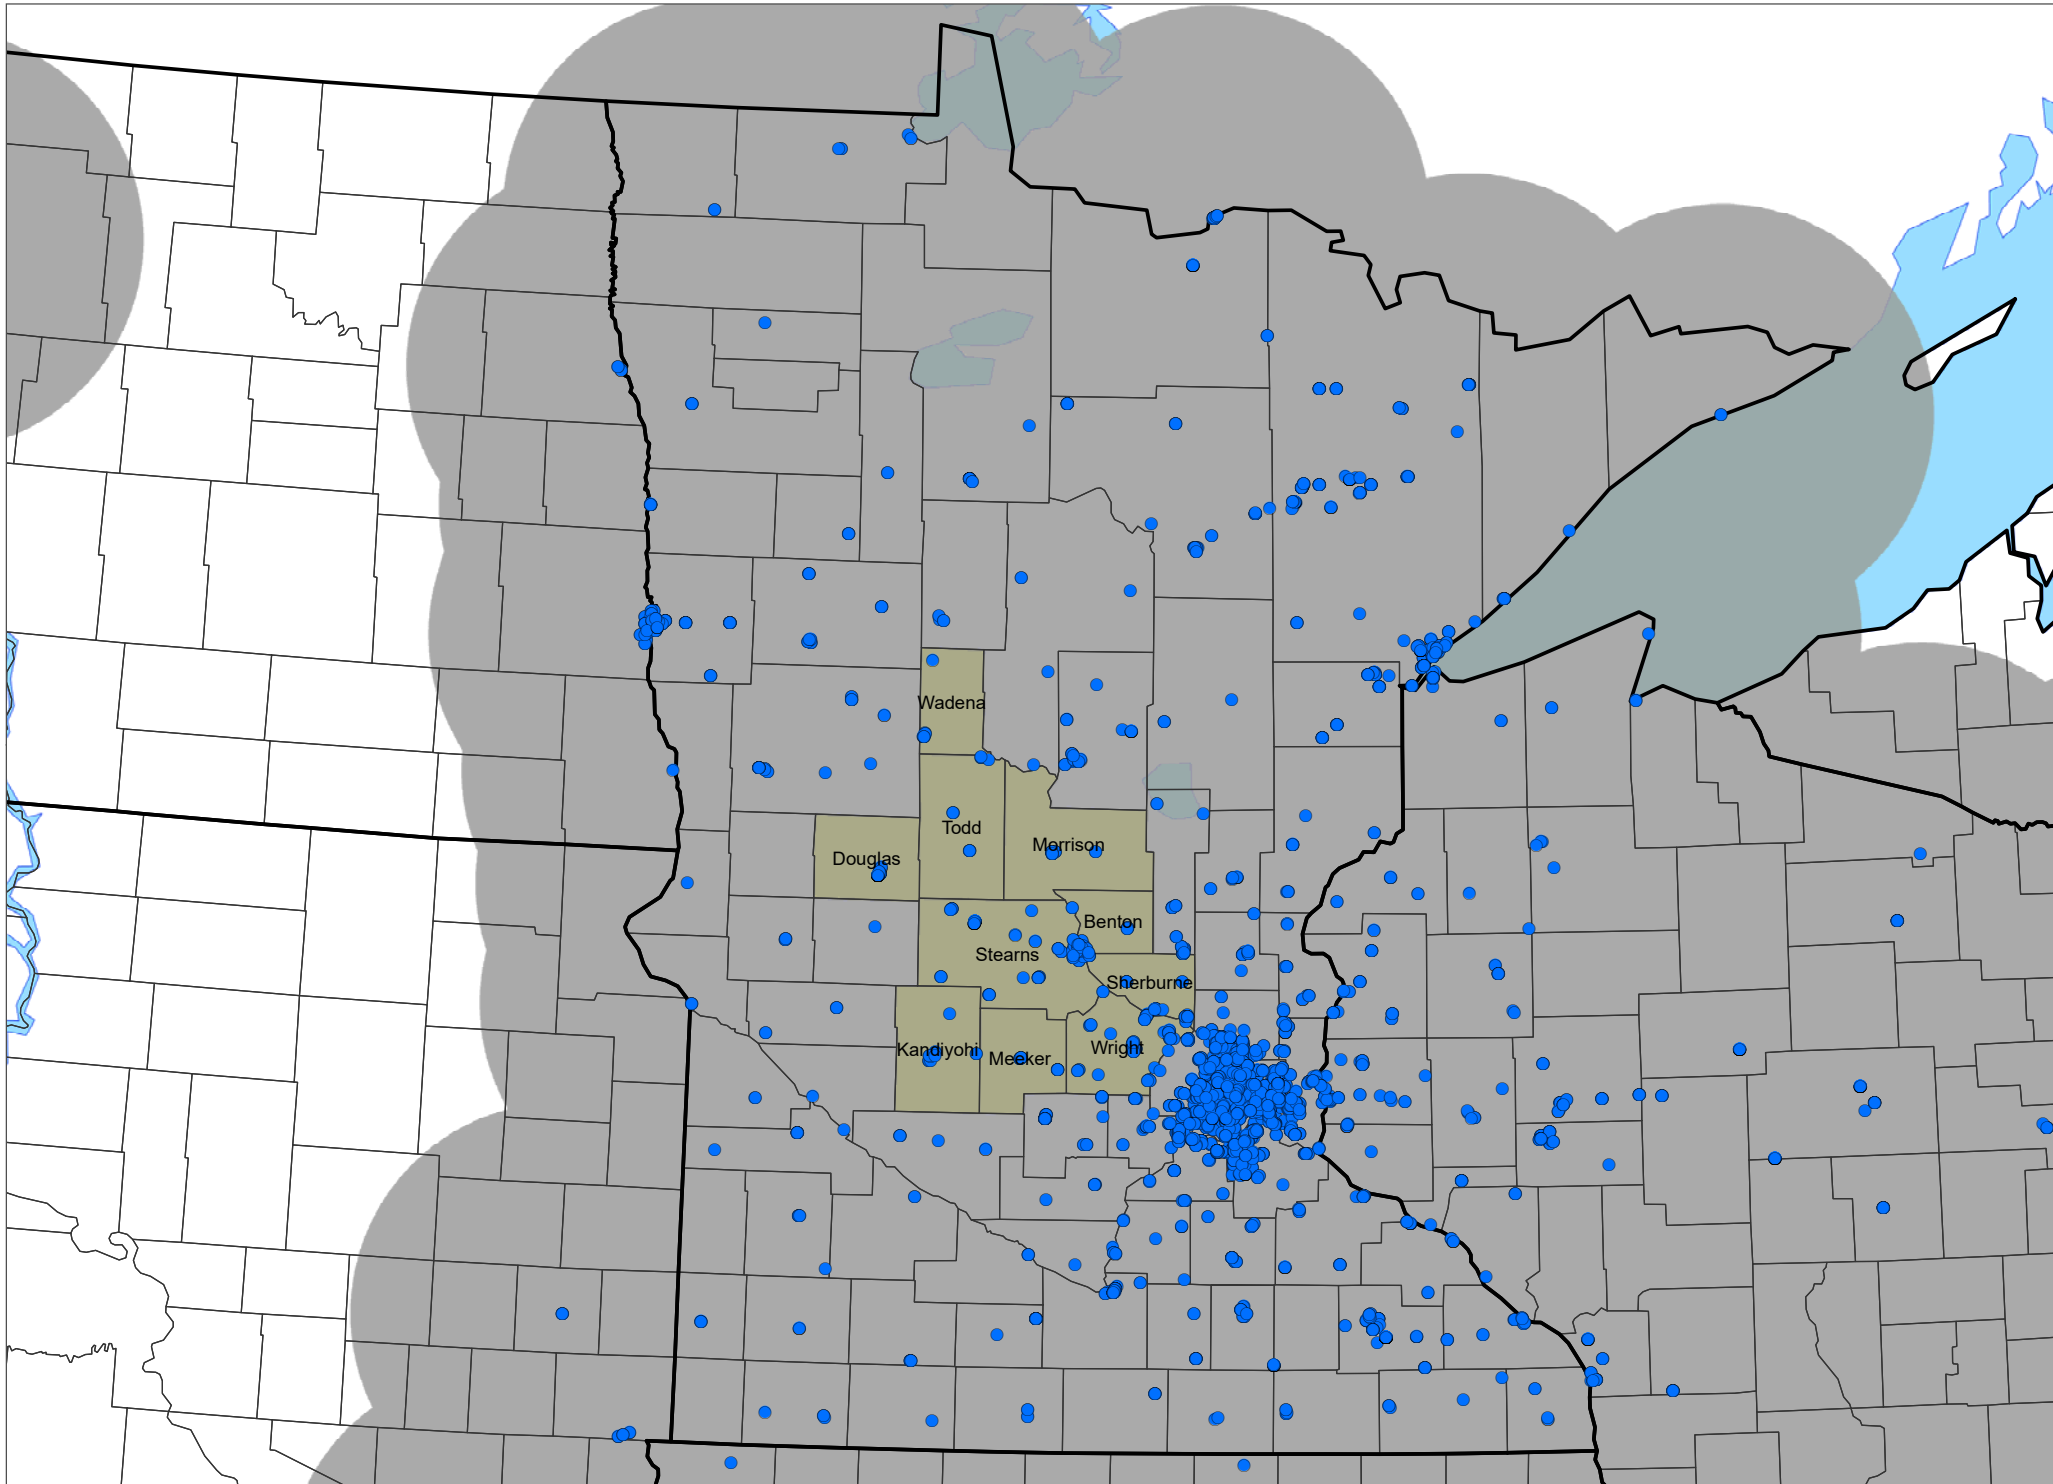 Wadena
Todd
Morrison
Douglas
Benton
Stearns
Sherburne
Kandiyohi
Meeker
Wright